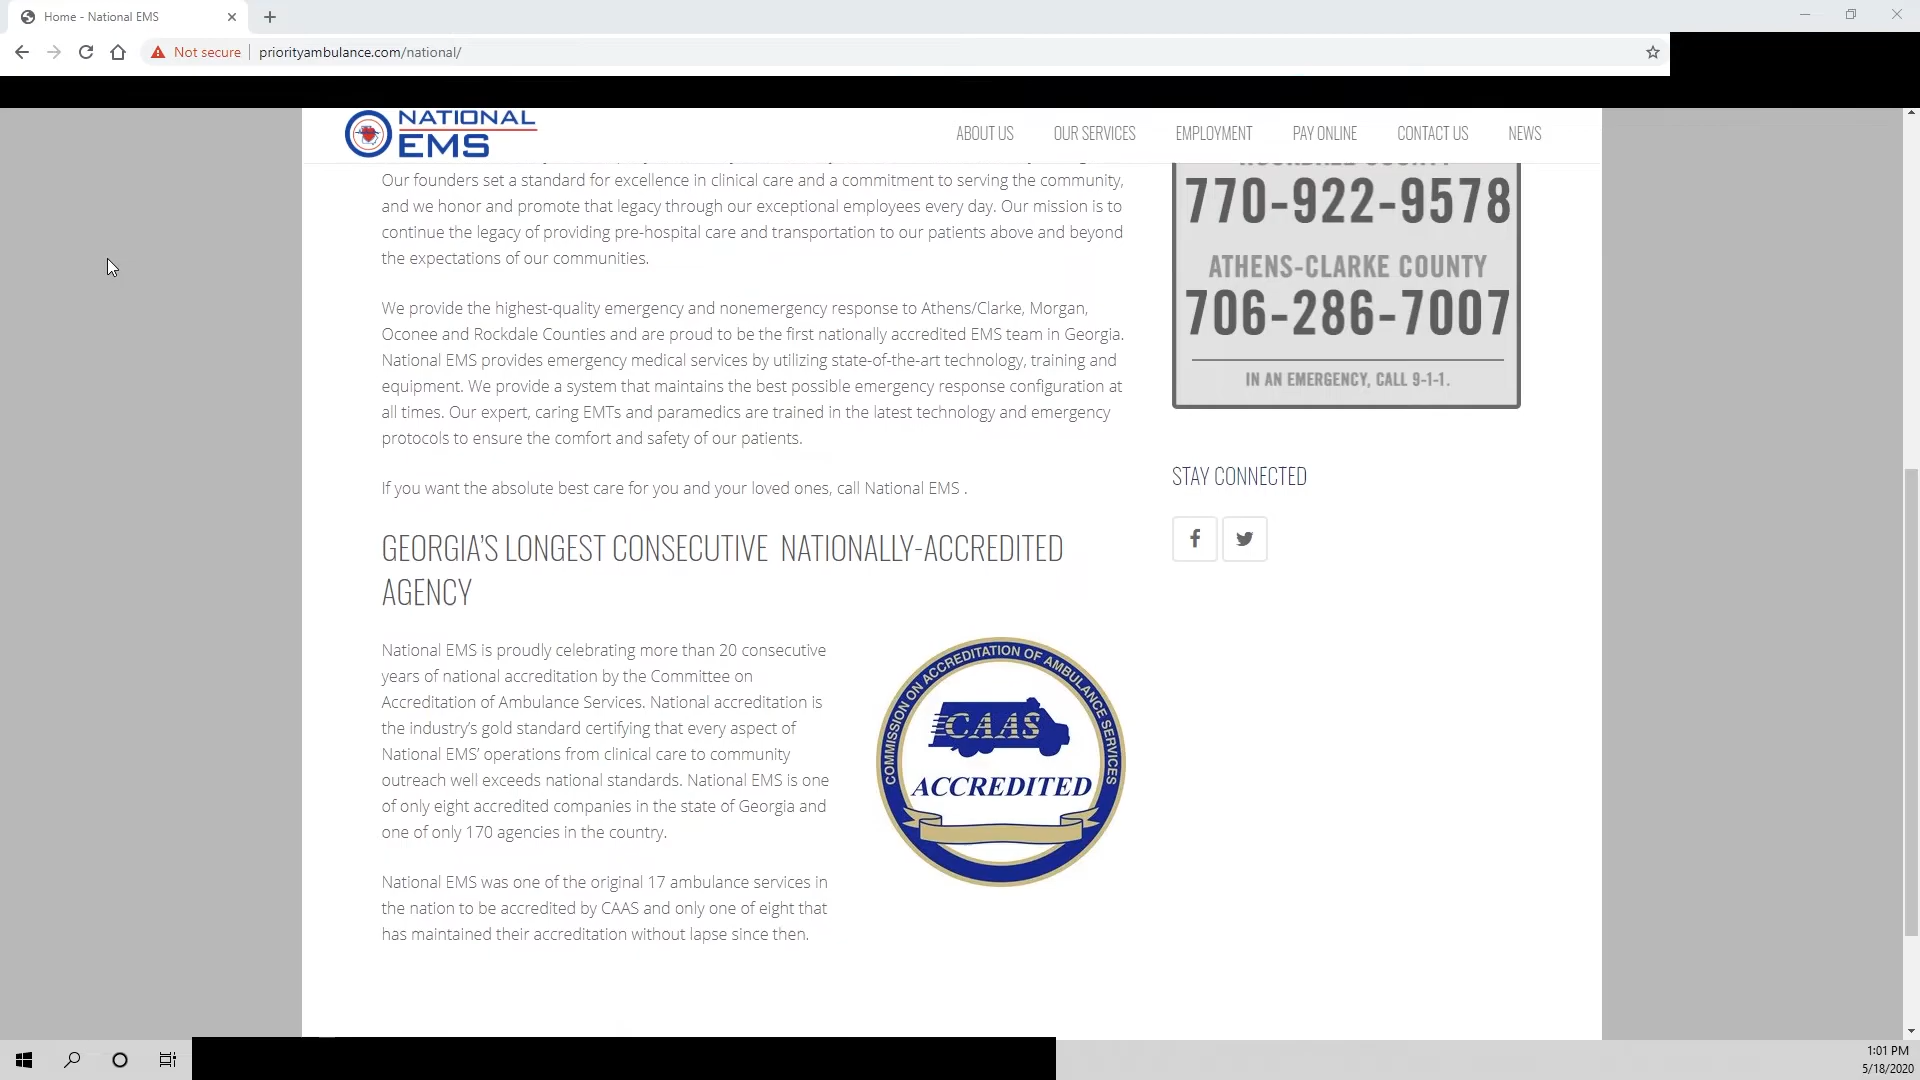 Home - National EMS
Not secure
priorityambulance.com/national/
NATIONAL
EMS
ABOUT US
OUR SERVICES
EMPLOYMENT
PAY ONLINE
CONTACT US
NEWS
Our founders set a standard for excellence in clinical care and a commitment to serving the community,
and we honor and promote that legacy through our exceptional employees every day. Our mission is to
continue the legacy of providing pre-hospital care and transportation to our patients above and beyond
the expectations of our communities.
We provide the highest-quality emergency and nonemergency response to Athens/Clarke, Morgan,
Oconee and Rockdale Counties and are proud to be the first nationally accredited EMS team in Georgia.
National EMS provides emergency medical services by utilizing state-of-the-art technology, training and
equipment. We provide a system that maintains the best possible emergency response configuration at
all times. Our expert, caring EMTs and paramedics are trained in the latest technology and emergency
protocols to ensure the comfort and safety of our patients.
If you want the absolute best care for you and your loved ones, call National EMS .
GEORGIA'S LONGEST CONSECUTIVE NATIONALLY-ACCREDITED
AGENCY
National EMS is proudly celebrating more than 20 consecutive
years of national accreditation by the Committee on
Accreditation of Ambulance Services. National accreditation is
the industry's gold standard certifying that every aspect of
National EMS' operations from clinical care to community
outreach well exceeds national standards. National EMS is one
of only eight accredited companies in the state of Georgia and
one of only 170 agencies in the country.
National EMS was one of the original 17 ambulance services in
the nation to be accredited by CAAS and only one of eight that
has maintained their accreditation without lapse since then.
COMMISSION ON ACCREDITATION OF AMBULANCE SERVICES
CAAS
ACCREDITED
770-922-9578
ATHENS-CLARKE COUNTY
706-286-7007
IN AN EMERGENCY, CALL 9-1-1.
STAY CONNECTED
1:01 PM
5/18/2020